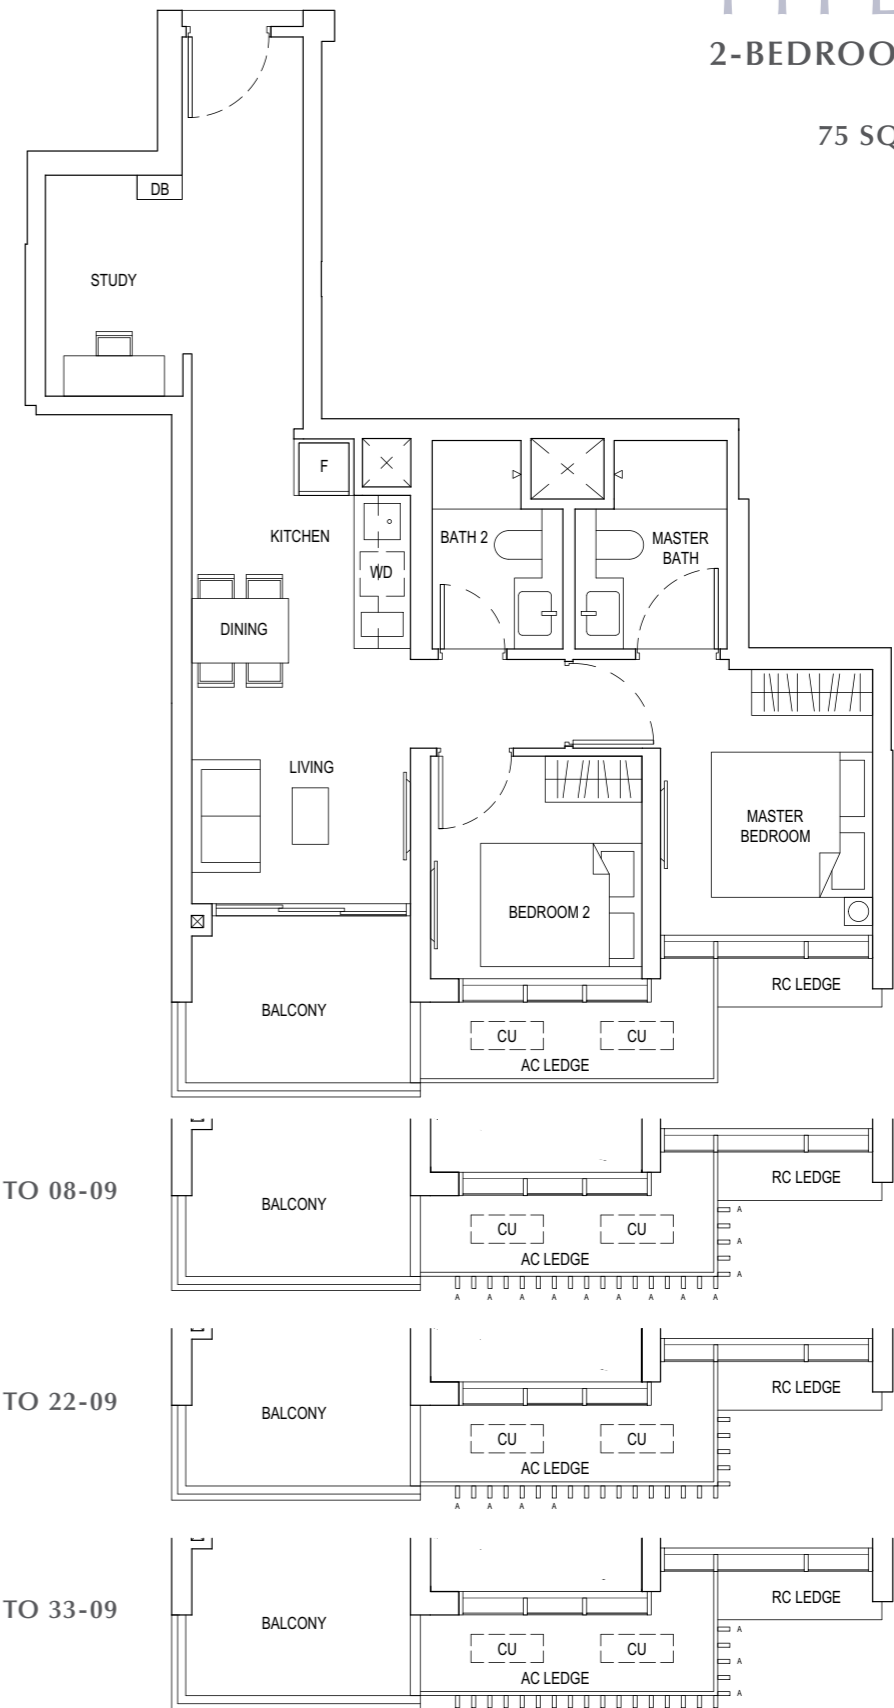 2-BEDROO
75 SQ
DB
STUDY
F
KITCHEN
BATH 2
MASTER
BATH
WD
DINING
LIVING
MASTER
BEDROOM
BEDROOM 2
BALCONY
RC LEDGE
CU CU
AC LEDGE
TO 08-09
BALCONY
RC LEDGE
CU CU
AC LEDGE
A
A
A
A A A A A A A A A
TO 22-09
BALCONY
RC LEDGE
CU CU
AC LEDGE
A A A A
TO 33-09
BALCONY
RC LEDGE
CU CU
AC LEDGE
A
A
A